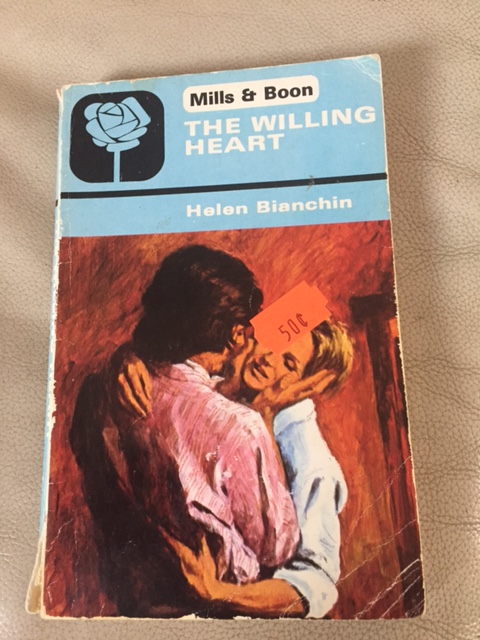 Mills & Boon
THE WILLING
HEART
Helen Bianchin
50¢